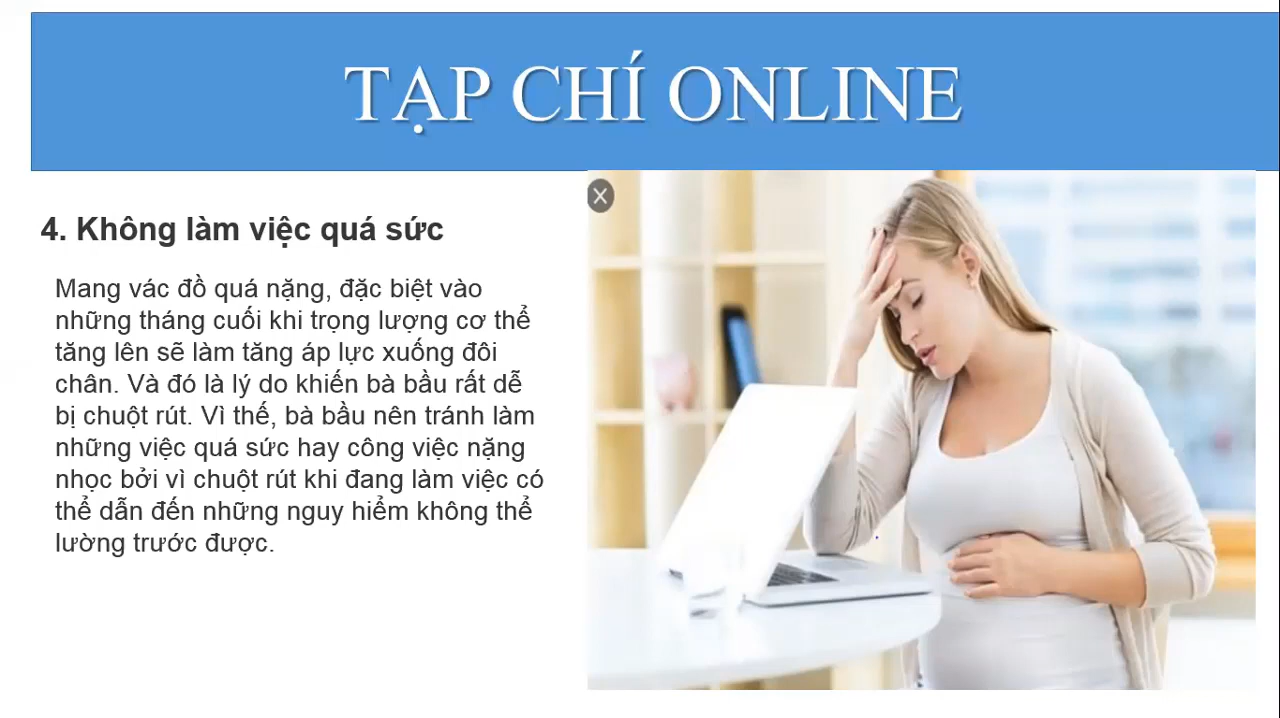 TẠP CHÍ ONLINE
4. Không làm việc quá sức
Mang vác đồ quá nặng, đặc biệt vào
những tháng cuối khi trọng lượng cơ thể
tăng lên sẽ làm tăng áp lực xuống đôi
chân. Và đó là lý do khiến bà bầu rất dễ
bị chuột rút. Vì thế, bà bầu nên tránh làm
những việc quá sức hay công việc nặng
nhọc bởi vì chuột rút khi đang làm việc có
thể dẫn đến những nguy hiểm không thể
lường trước được.